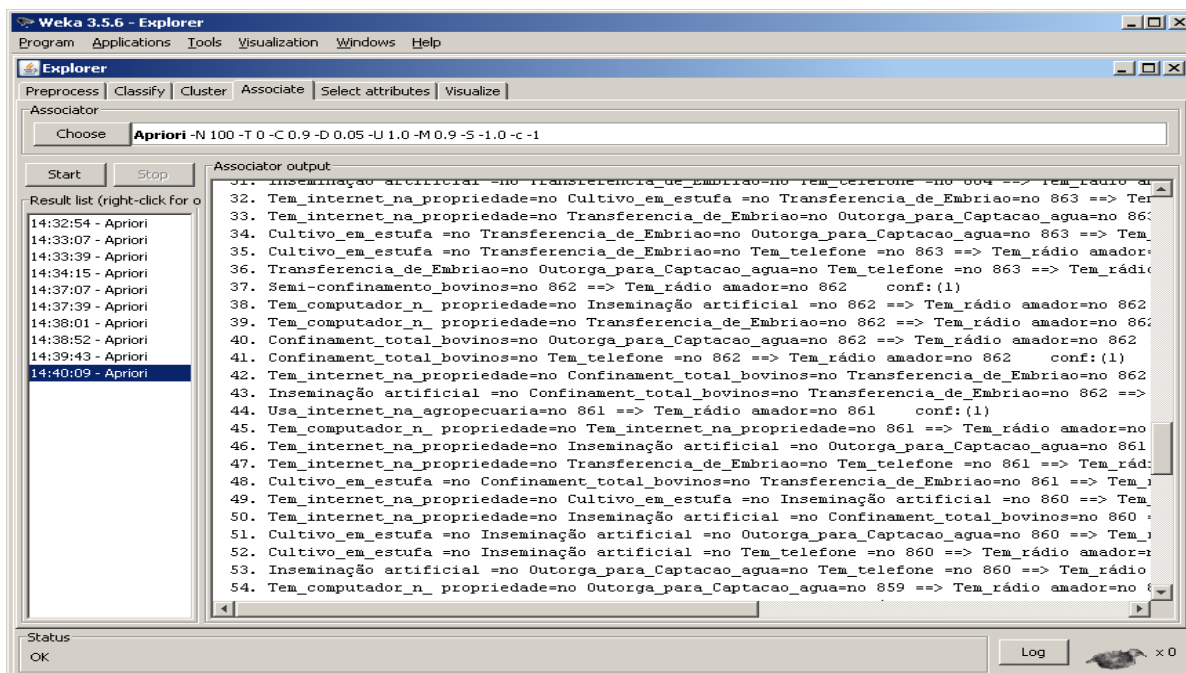 Weka 3.5.6 - Explorer
Program Applications Tools Visualization Windows Help
Explorer
Preprocess Classify Cluster Associate Select attributes Visualize
Associator
Choose Apriori -N 100 -T 0 -C 0.9 -D 0.05 -U 1.0 -M 0.9 -S -1.0 -c -1
Start Stop
Result list (right-click for o
14:32:54 - Apriori
14:33:07 - Apriori
14:33:39 - Apriori
14:34:15 - Apriori
14:37:07 - Apriori
14:37:39 - Apriori
14:38:01 - Apriori
14:38:52 - Apriori
14:39:43 - Apriori
14:40:09 - Apriori
Associator output
32. Tem_internet_na_propriedade=no Cultivo_em_estufa =no Transferencia_de_Embriao=no 863 ==> Te
33. Tem_internet_na_propriedade=no Transferencia_de_Embriao=no Outorga_para_Captacao_agua=no 86
34. Cultivo_em_estufa =no Transferencia_de_Embriao=no Outorga_para_Captacao_agua=no 863 ==> Tem_
35. Cultivo_em_estufa =no Transferencia_de_Embriao=no Tem_telefone =no 863 ==> Tem_rádio amador
36. Transferencia_de_Embriao=no Outorga_para_Captacao_agua=no Tem_telefone =no 863 ==> Tem_rádi
37. Semi-confinamento_bovinos=no 862 ==> Tem_rádio amador=no 862 conf:(1)
38. Tem_computador_n_ propriedade=no Inseminação artificial =no 862 ==> Tem_rádio amador=no 862
39. Tem_computador_n_ propriedade=no Transferencia_de_Embriao=no 862 ==> Tem_rádio amador=no 862
40. Confinament_total_bovinos=no Outorga_para_Captacao_agua=no 862 ==> Tem_rádio amador=no 862
41. Confinament_total_bovinos=no Tem_telefone =no 862 ==> Tem_rádio amador=no 862 conf:(1)
42. Tem_internet_na_propriedade=no Confinament_total_bovinos=no Transferencia_de_Embriao=no 862
43. Inseminação artificial =no Confinament_total_bovinos=no Transferencia_de_Embriao=no 862 ==>
44. Usa_internet_na_agropecuaria=no 861 ==> Tem_rádio amador=no 861 conf:(1)
45. Tem_computador_n_ propriedade=no Tem_internet_na_propriedade=no 861 ==> Tem_rádio amador=no
46. Tem_internet_na_propriedade=no Inseminação artificial =no Outorga_para_Captacao_agua=no 861
47. Tem_internet_na_propriedade=no Transferencia_de_Embriao=no Tem_telefone =no 861 ==> Tem_rád
48. Cultivo_em_estufa =no Confinament_total_bovinos=no Transferencia_de_Embriao=no 861 ==> Tem_
49. Tem_internet_na_propriedade=no Cultivo_em_estufa =no Inseminação artificial =no 860 ==> Tem_
50. Tem_internet_na_propriedade=no Inseminação artificial =no Confinament_total_bovinos=no 860
51. Cultivo_em_estufa =no Inseminação artificial =no Outorga_para_Captacao_agua=no 860 ==> Tem_
52. Cultivo_em_estufa =no Inseminação artificial =no Tem_telefone =no 860 ==> Tem_rádio amador=
53. Inseminação artificial =no Outorga_para_Captacao_agua=no Tem_telefone =no 860 ==> Tem_rádio
54. Tem_computador_n_ propriedade=no Outorga_para_Captacao_agua=no 859 ==> Tem_rádio amador=no
Status
OK
Log x 0